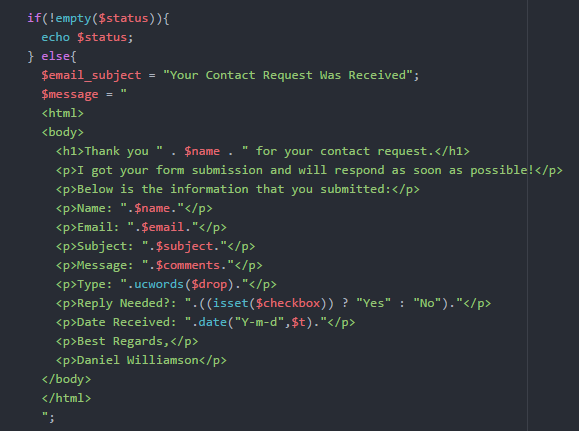 if(!empty($status)){
  echo $status;
} else{
  $email_subject = "Your Contact Request Was Received";
  $message = "
  <html>
  <body>
    <h1>Thank you " . $name . " for your contact request.</h1>
    <p>I got your form submission and will respond as soon as possible!</p>
    <p>Below is the information that you submitted:</p>
    <p>Name: ".$name."</p>
    <p>Email: ".$email."</p>
    <p>Subject: ".$subject."</p>
    <p>Message: ".$comments."</p>
    <p>Type: ".ucwords($drop)."</p>
    <p>Reply Needed?: ".((isset($checkbox)) ? "Yes" : "No")."</p>
    <p>Date Received: ".date("Y-m-d",$t)."</p>
    <p>Best Regards,</p>
    <p>Daniel Williamson</p>
  </body>
  </html>
  ";